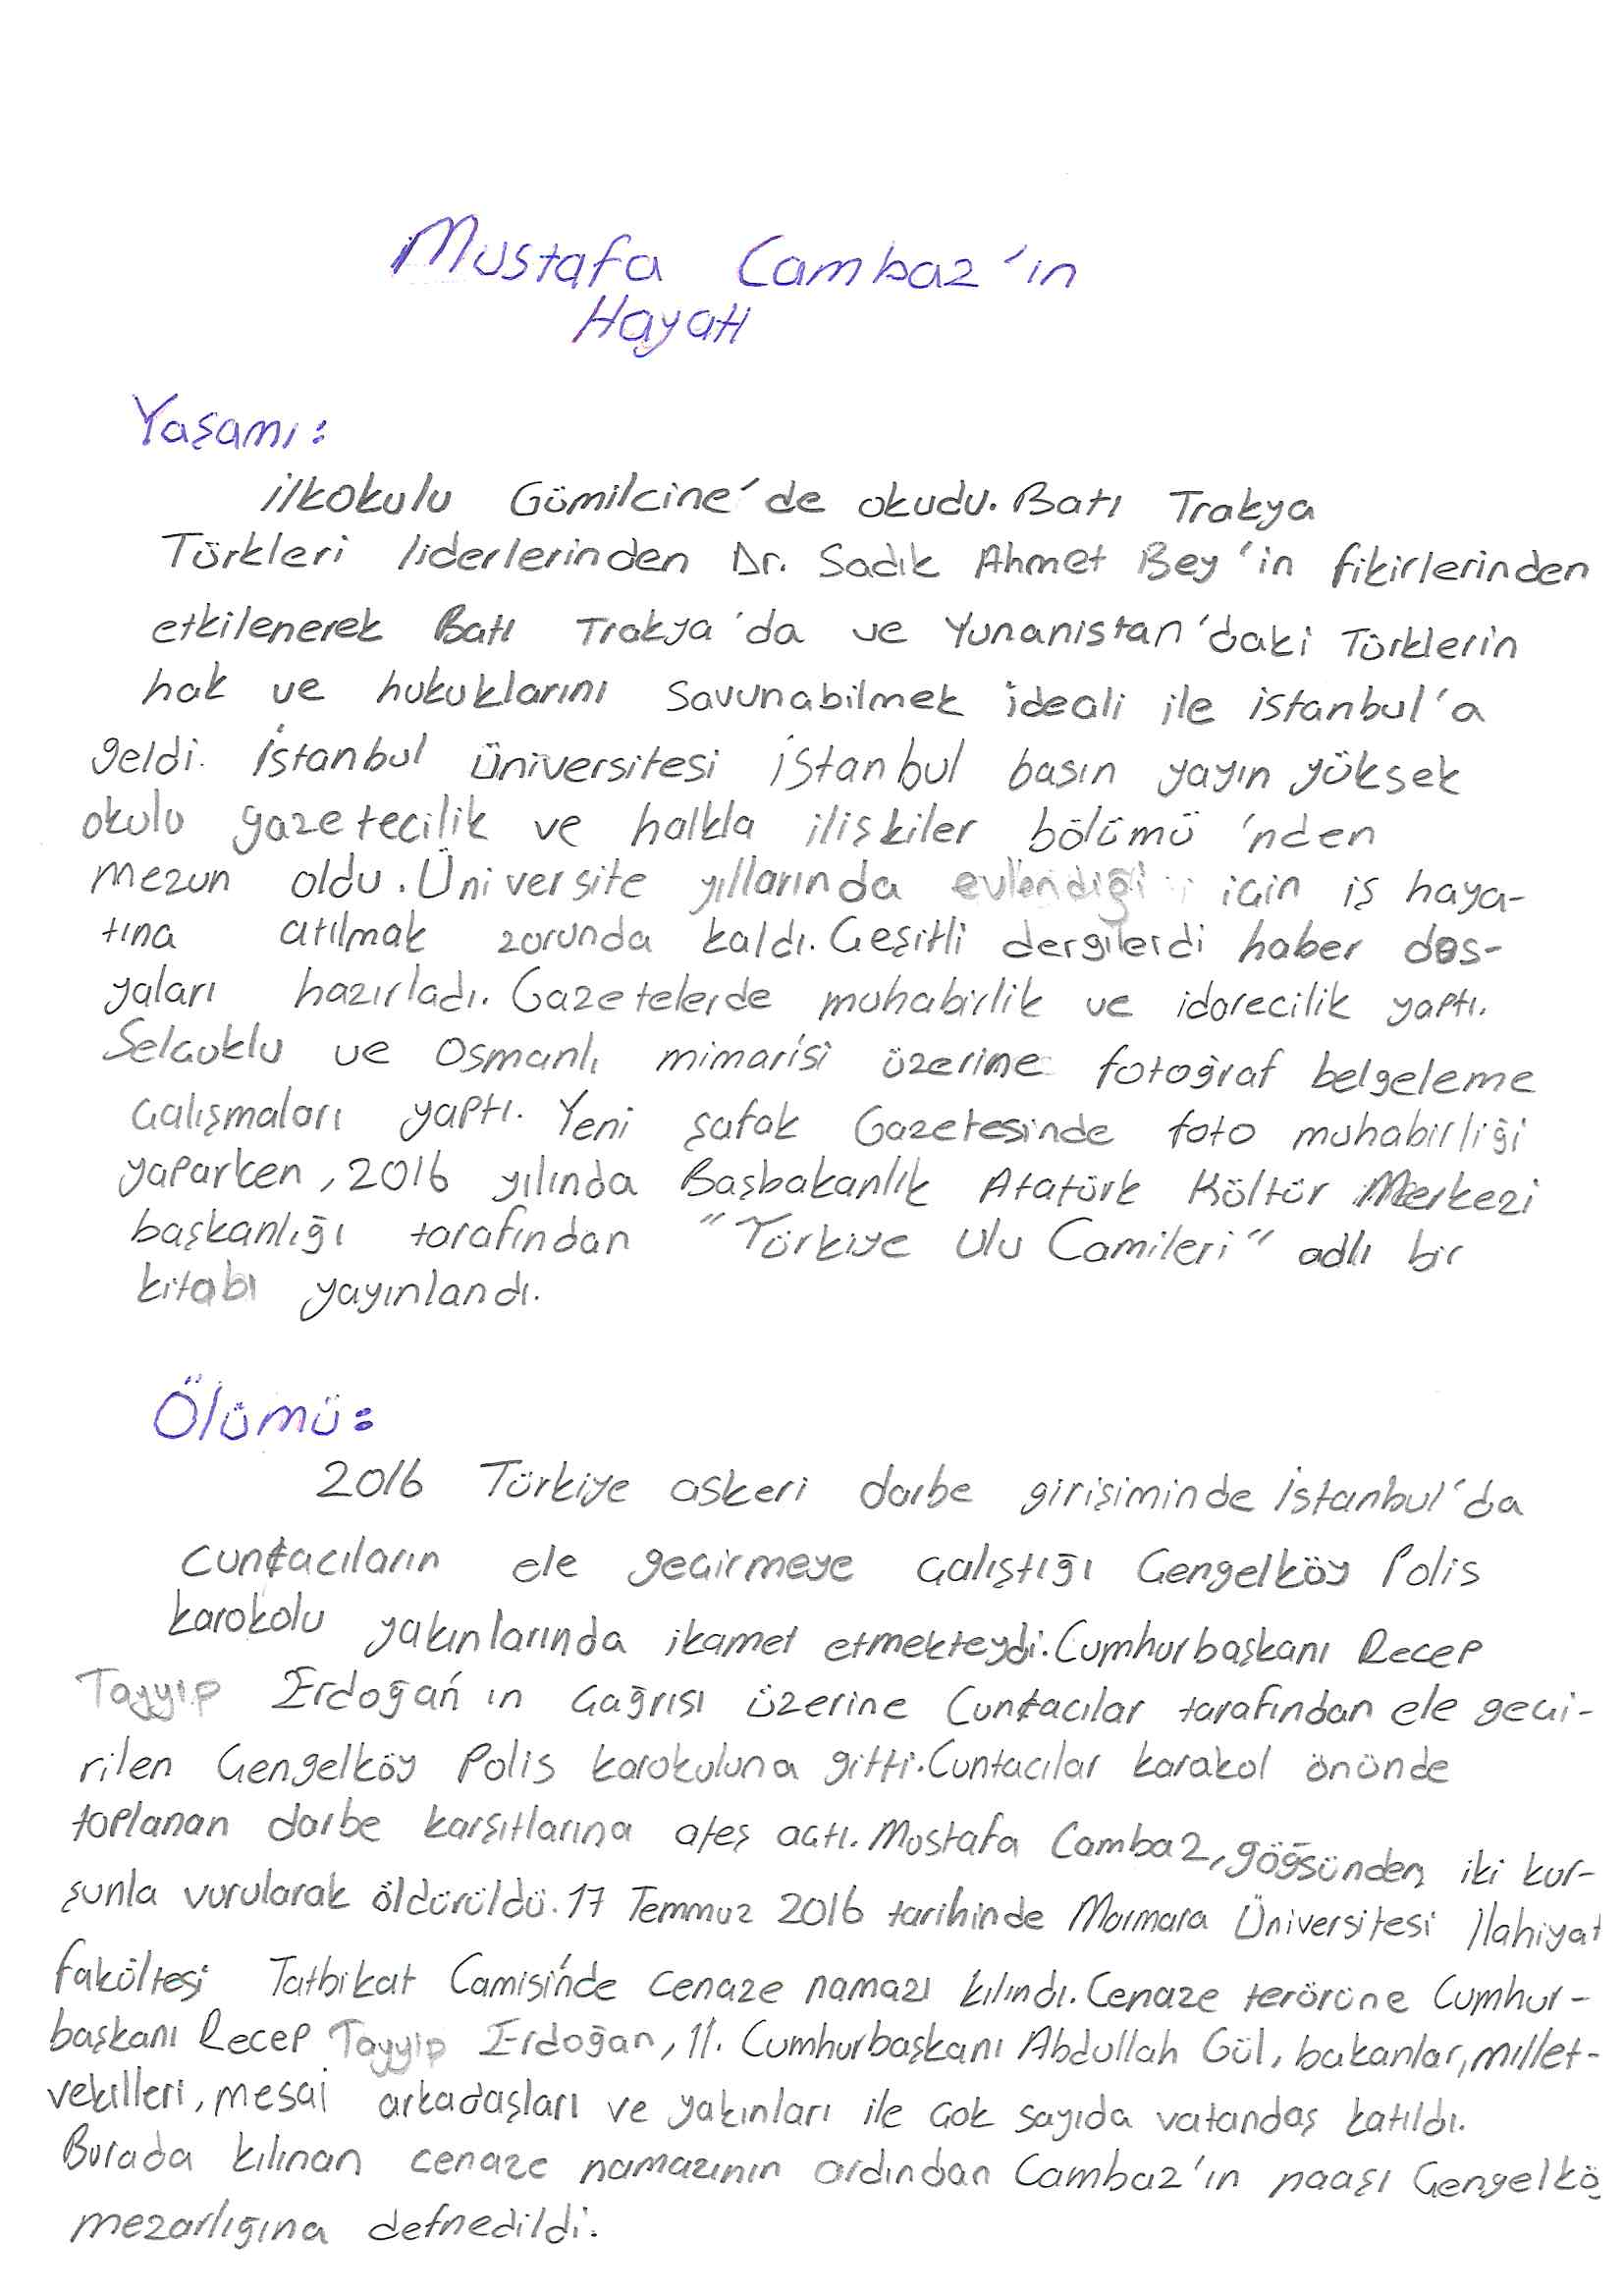 Mustafa Cambaz'ın
Hayatı
Yaşamı:
ilkokulu Gümilcine'de okudu. Batı Trakya
Türkleri liderlerinden Dr. Sadık Ahmet Bey'in fikirlerinden
etkilenerek Batı Trakya'da ve Yunanistan'daki Türklerin
hak ve hukuklarını savunabilmek ideali ile istanbul'a
geldi. İstanbul Üniversitesi istanbul basın yayın yüksek
okulu gazetecilik ve halkla ilişkiler bölümü'nden
mezun oldu. Üniversite yıllarında evlendiği için iş haya-
tına atılmak zorunda kaldı. Çeşitli dergilerdi haber dos-
yaları hazırladı. Gazetelerde muhabirlik ve idarecilik yaptı.
Selçuklu ve Osmanlı mimarisi üzerine fotoğraf belgeleme
çalışmaları yaptı. Yeni şafak Gazetesinde foto muhabirliği
yaparken, 2016 yılında Başbakanlık Atatürk Kültür Merkezi
başkanlığı tarafından "Türkiye Ulu Camileri" adlı bir
kitabı yayınlandı.
Ölümü:
2016 Türkiye askeri darbe girişiminde İstanbul'da
cuntacıların ele geçirmeye çalıştığı Çengelköy Polis
karokolu yakınlarında ikamet etmekteydi. Cumhurbaşkanı Recep
Tayyip Erdoğan'ın çağrısı üzerine Cuntacılar tarafından ele geçi-
rilen Çengelköy Polis karokuluna gitti. Cuntacılar karakol önünde
toplanan darbe karşıtlarına ateş açtı. Mustafa Cambaz, göğsünden iki kur-
şunla vurularak öldürüldü. 17 Temmuz 2016 tarihinde Marmara Üniversitesi İlahiyat
fakültesi Tatbikat Camisi'nde cenaze namazı kılındı. Cenaze törörüne Cumhur-
başkanı Recep Tayyip Erdoğan, 11. Cumhurbaşkanı Abdullah Gül, bakanlar, millet-
vekilleri, mesai arkadaşları ve yakınları ile çok sayıda vatandaş katıldı.
Burada kılınan cenaze namazının ardından Cambaz'ın naaşı Çengelkö
mezarlığına defnedildi.